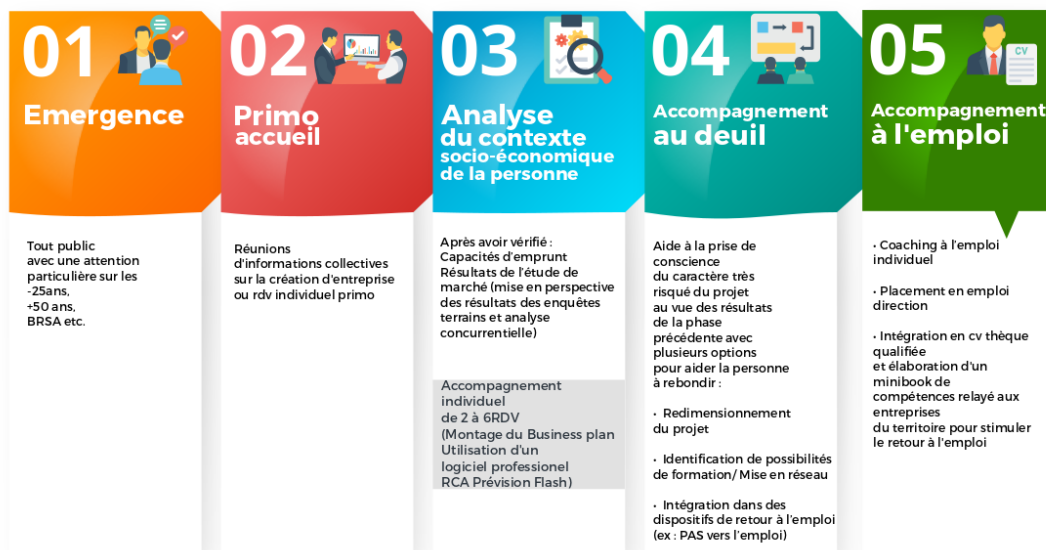 01
Emergence
Tout public
avec une attention
particulière sur les
-25ans,
+50 ans,
BRSA etc.
02
Primo
accueil
Réunions
d'informations collectives
sur la création d'entreprise
ou rdv individuel primo
03
Analyse
du contexte
socio-économique
de la personne
Après avoir vérifié :
Capacités d'emprunt
Résultats de l'étude de
marché (mise en perspective
des résultats des enquêtes
terrains et analyse
concurrentielle)
Accompagnement
individuel
de 2 à 6RDV
(Montage du Business plan
Utilisation d'un
logiciel professionel
RCA Prévision Flash)
04
Accompagnement
au deuil
Aide à la prise de
conscience
du caractère très
risqué du projet
au vue des résultats
de la phase
précédente avec
plusieurs options
pour aider la personne
à rebondir :
• Redimensionnement
du projet
• Identification de possibilités
de formation/ Mise en réseau
• Intégration dans des
dispositifs de retour à l'emploi
(ex : PAS vers l'emploi)
05
CV
Accompagnement
à l'emploi
• Coaching à l'emploi
individuel
• Placement en emploi
direction
• Intégration en cv thèque
qualifiée
et élaboration d'un
minibook de
compétences relayé aux
entreprises
du territoire pour stimuler
le retour à l'emploi